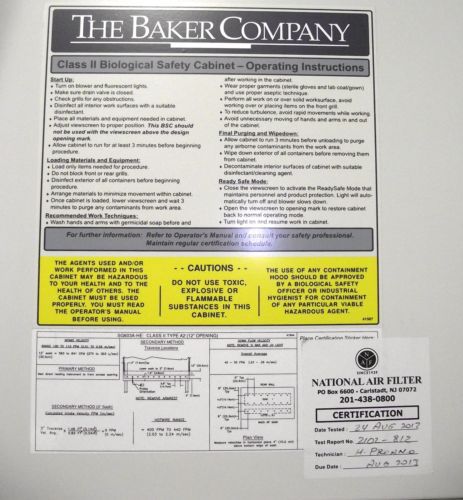 THE BAKER COMPANY
Class II Biological Safety Cabinet – Operating Instructions
Start Up:
• Turn on blower and fluorescent lights.
• Make sure drain valve is closed.
• Check grills for any obstructions.
• Disinfect all interior work surfaces with a suitable
disinfectant.
• Place all materials and equipment needed in cabinet.
• Adjust viewscreen to proper position. This BSC should
not be used with the viewscreen above the design
opening mark.
• Allow cabinet to run for at least 3 minutes before beginning
procedure.
Loading Materials and Equipment:
• Load only items needed for procedure.
• Do not block front or rear grills.
• Disinfect exterior of all containers before beginning
procedure.
• Arrange materials to minimize movement within cabinet.
• Once cabinet is loaded, lower viewscreen and wait 3
minutes to purge any contaminants from work area.
Recommended Work Techniques:
• Wash hands and arms with germicidal soap before and
after working in the cabinet.
• Wear proper garments (sterile gloves and lab coat/gown)
and use proper aseptic technique.
• Perform all work on or over solid worksurface, avoid
working over or placing items on the front grill.
• To reduce turbulence, avoid rapid movements while working.
• Avoid unnecessary moving of hands and arms in and out
of the cabinet.
Final Purging and Wipedown:
• Allow cabinet to run 3 minutes before unloading to purge
any airborne contaminants from the work area.
• Wipe down exterior of all containers before removing them
from cabinet.
• Decontaminate interior surfaces of cabinet with suitable
disinfectant/cleaning agent.
Ready Safe Mode:
• Close the viewscreen to activate the ReadySafe Mode that
maintains personnel and product protection. Light will auto-
matically turn off and blower slows down.
• Open the viewscreen to opening mark to restore cabinet
back to normal operating mode.
• Turn light on and resume work in cabinet.
For further information: Refer to Operator's Manual and consult your safety professional.
Maintain regular certification schedule.
THE AGENTS USED AND/OR
WORK PERFORMED IN THIS
CABINET MAY BE HAZARDOUS
TO YOUR HEALTH AND TO THE
HEALTH OF OTHERS. THE
CABINET MUST BE USED
PROPERLY. YOU MUST READ
THE OPERATOR'S MANUAL
BEFORE USING.
- - CAUTIONS - -
DO NOT USE TOXIC,
EXPLOSIVE OR
FLAMMABLE
SUBSTANCES IN THIS
CABINET.
THE USE OF ANY CONTAINMENT
HOOD SHOULD BE APPROVED
BY A BIOLOGICAL SAFETY
OFFICER OR INDUSTRIAL
HYGIENIST FOR CONTAINMENT
OF ANY PARTICULAR VIABLE
HAZARDOUS AGENT.
CLASS II TYPE A2 (12" OPENING)
SECONDARY METHOD
Traverse Locations
PRIMARY METHOD
SECONDARY METHOD
Plan View
Place Certification Sticker Here
NATIONAL AIR FILTER
PO Box 6600 - Carlstadt, NJ 07072
201-438-0800
CERTIFICATION
Date Tested: 24 AUG 2013
Test Report No. 2102-812
Technician:
Due Date: